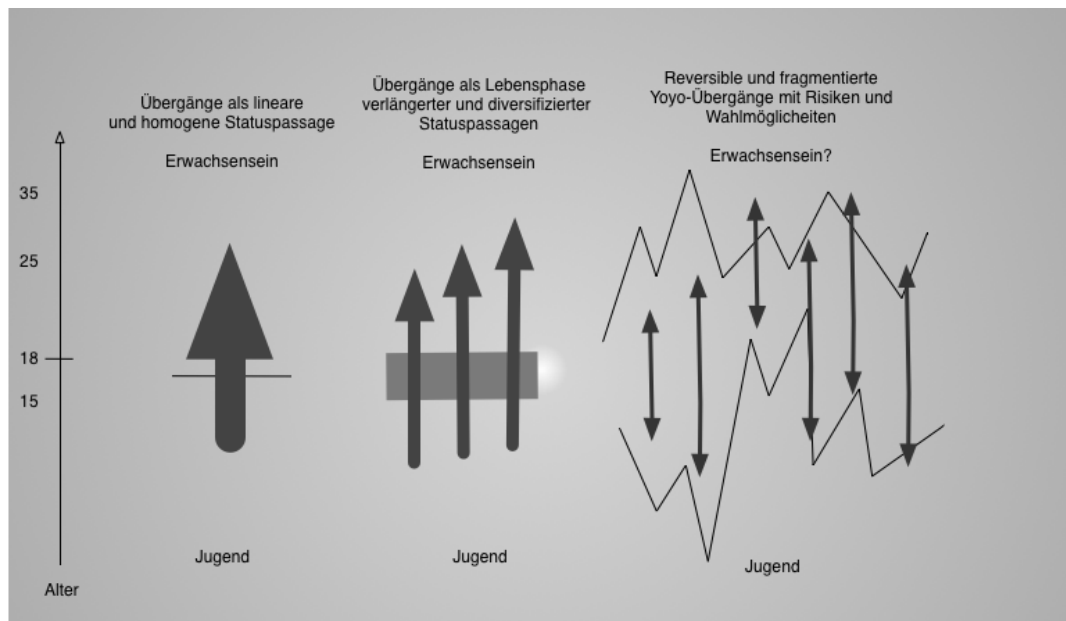 Übergänge als lineare
und homogene Statuspassage
Erwachsensein
Jugend
Übergänge als Lebensphase
verlängerter und diversifizierter
Statuspassagen
Erwachsensein
Jugend
Reversible und fragmentierte
Yoyo-Übergänge mit Risiken und
Wahlmöglicheiten
Erwachsensein?
Jugend
35
25
18
15
Alter